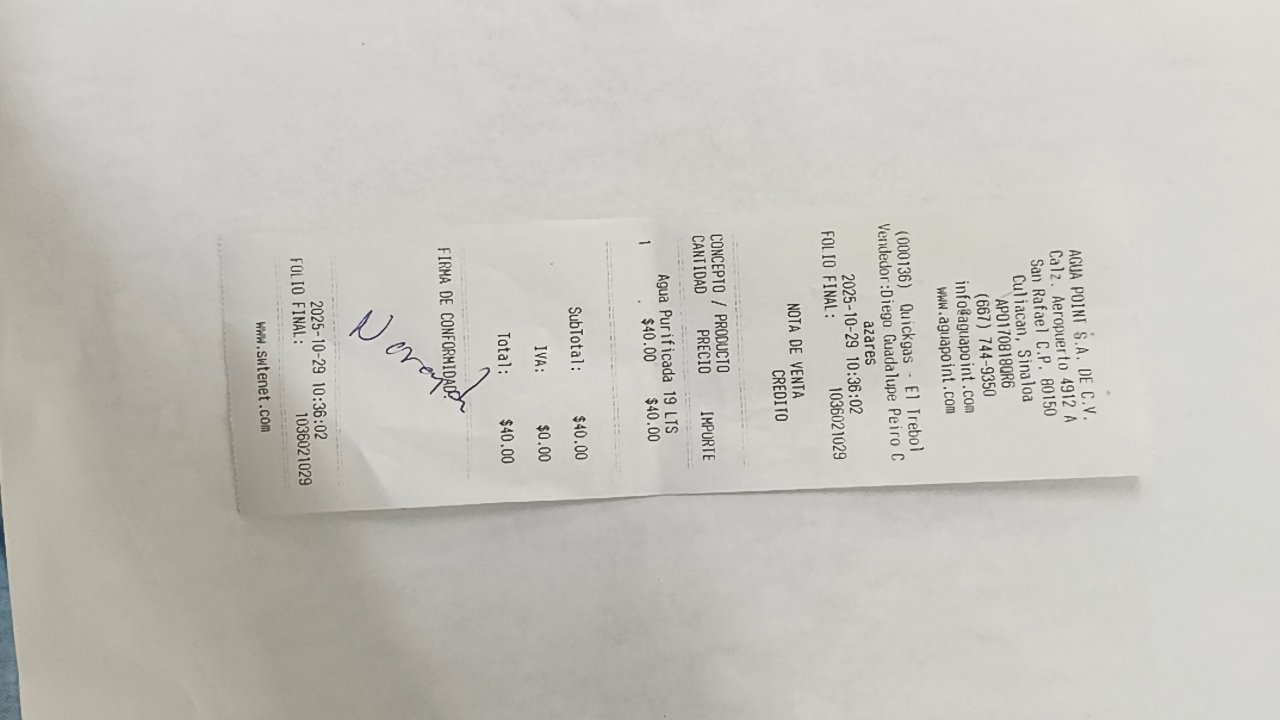 AGUA POINT S.A. DE C.V.
Calz. Aeropuerto 4912 A
San Rafael C.P. 80150
Culiacan, Sinaloa
APO170818QR6
(667) 744-9350
info@aguapoint.com
www.aguapoint.com
(000136) Quickgas - El Trebol
Vendedor:Diego Guadalupe Peiro C
azares
2025-10-29 10:36:02
FOLIO FINAL: 1036021029
NOTA DE VENTA
CREDITO
CONCEPTO / PRODUCTO
CANTIDAD PRECIO IMPORTE
Agua Purificada 19 LTS
1 $40.00 $40.00
SubTotal: $40.00
IVA: $0.00
Total: $40.00
FIRMA DE CONFORMIDAD
2025-10-29 10:36:02
FOLIO FINAL: 1036021029
www.swtenet.com